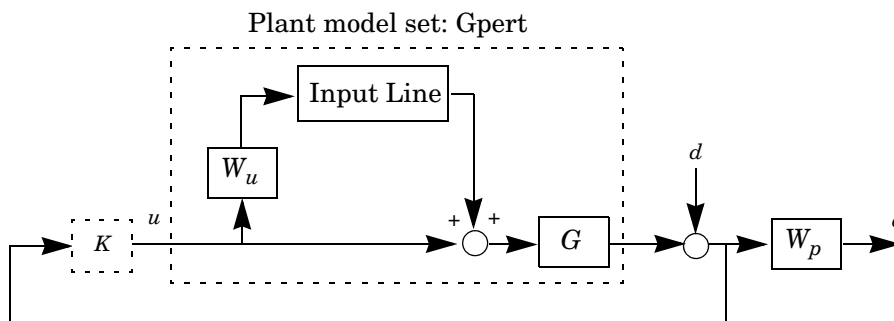 Plant model set: Gpert
Input Line
W_u
d
u
K
+ +
G
W_p